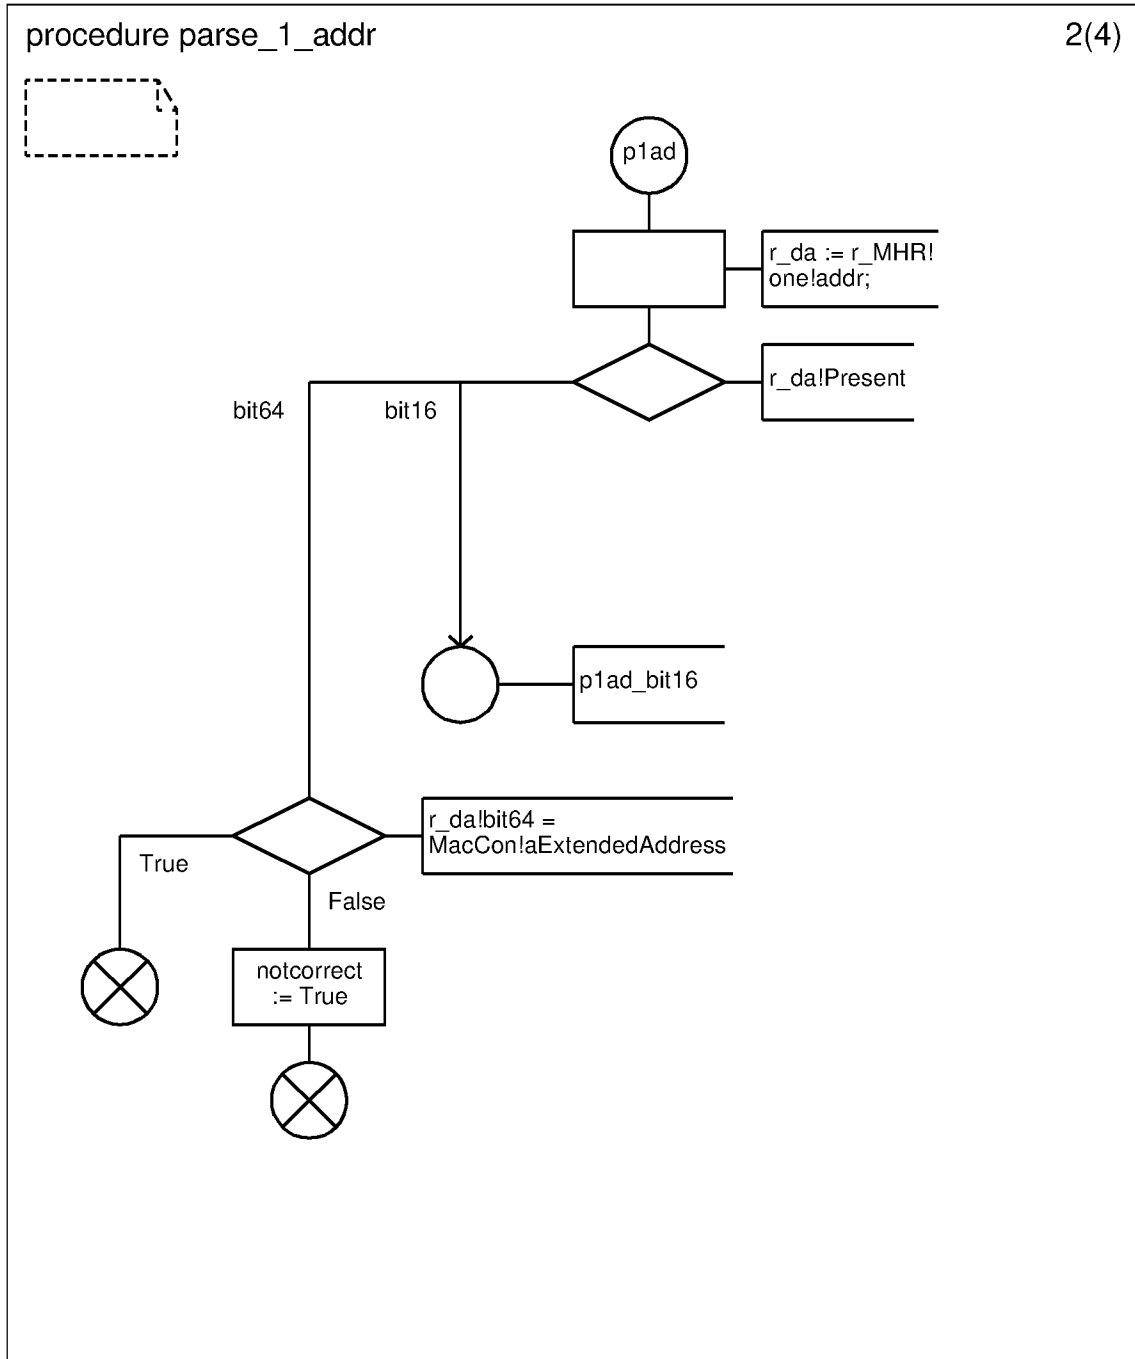 procedure parse_1_addr
2(4)
p1ad
r_da := r_MHR!
one!addr;
r_da!Present
bit64
bit16
p1ad_bit16
r_da!bit64 =
MacCon!aExtendedAddress
True
False
notcorrect
:= True